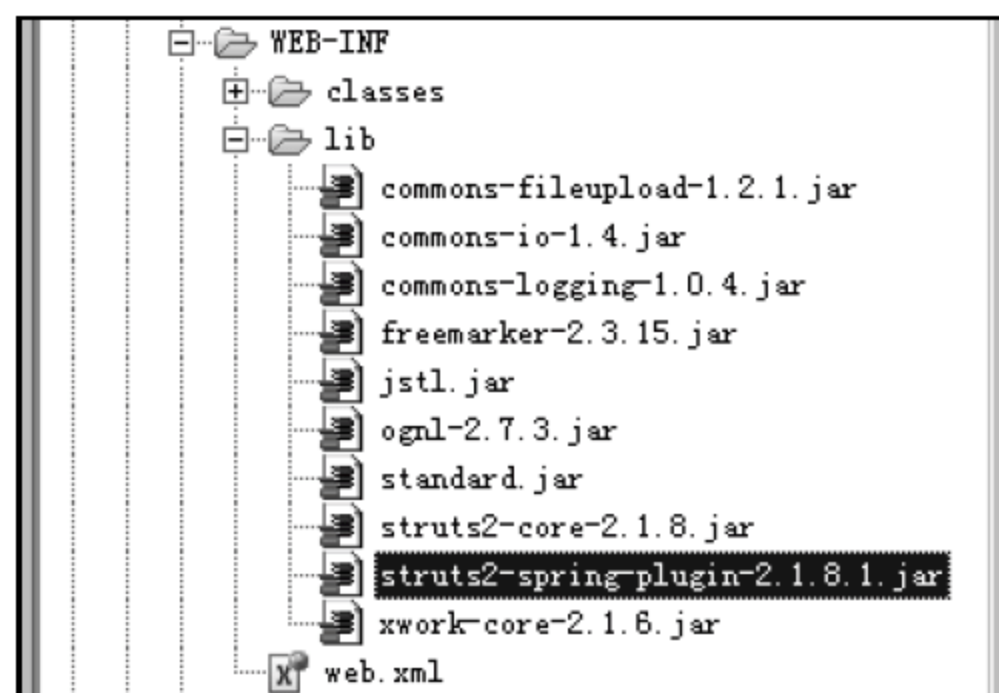 WEB-INF
classes
lib
commons-fileupload-1.2.1.jar
commons-io-1.4.jar
commons-logging-1.0.4.jar
freemarker-2.3.15.jar
jstl.jar
ognl-2.7.3.jar
standard.jar
struts2-core-2.1.8.jar
struts2-spring-plugin-2.1.8.1.jar
xwork-core-2.1.6.jar
web.xml